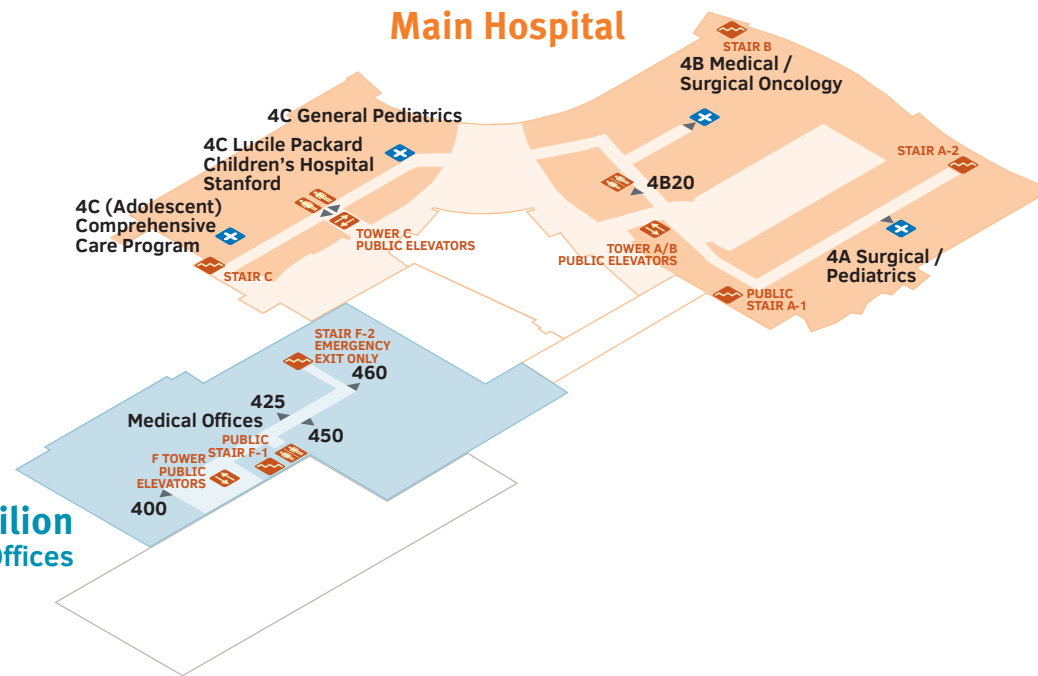 Main Hospital
STAIR B
4B Medical /
Surgical Oncology
4C General Pediatrics
4C Lucile Packard
Children's Hospital
Stanford
STAIR A-2
4B20
4C (Adolescent)
Comprehensive
Care Program
TOWER C
PUBLIC ELEVATORS
TOWER A/B
PUBLIC ELEVATORS
4A Surgical /
Pediatrics
STAIR C
PUBLIC
STAIR A-1
STAIR F-2
EMERGENCY
EXIT ONLY
460
425
Medical Offices
450
PUBLIC
STAIR F-1
F TOWER
PUBLIC
ELEVATORS
400
ilion
Offices